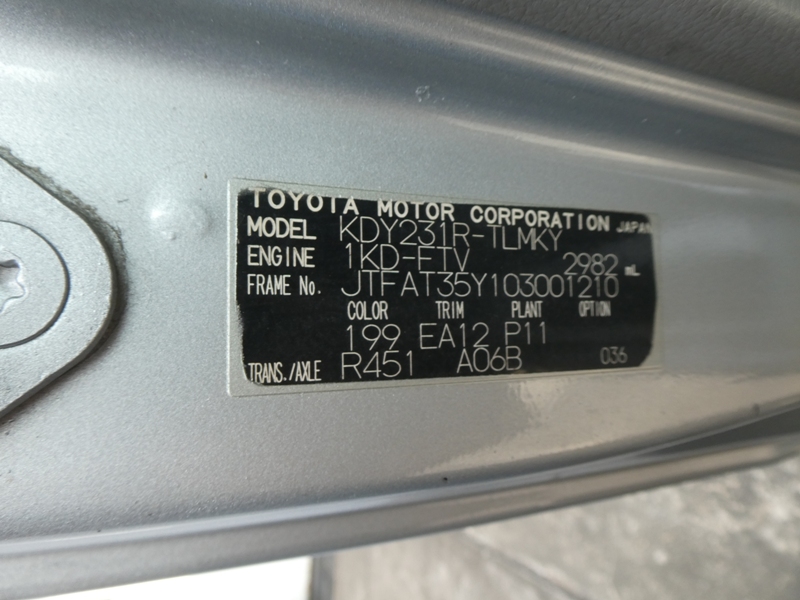 TOYOTA MOTOR CORPORATION JAPAN
MODEL KDY231R-TLMKY
ENGINE 1KD-FTV 2982 mL
FRAME No. JTFAT35Y103001210
COLOR TRIM PLANT OPTION
199 EA12 P11
TRANS./AXLE R451 A06B 036